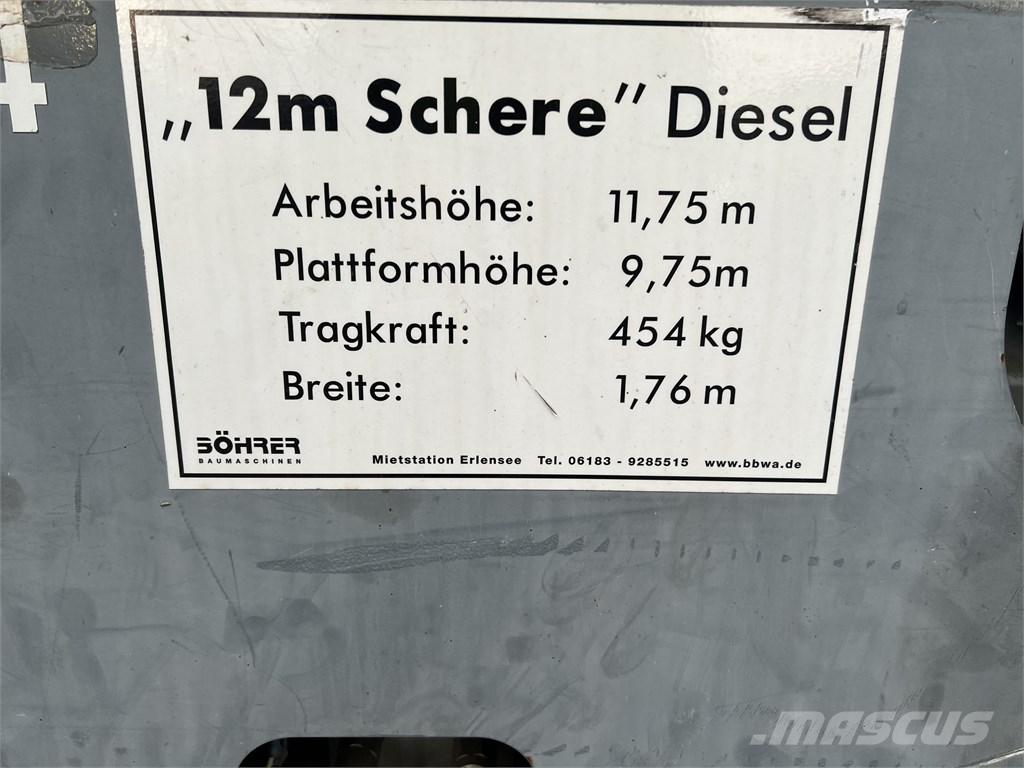 „12m Schere” Diesel
Arbeitshöhe: 11,75 m
Plattformhöhe: 9,75m
Tragkraft: 454 kg
Breite: 1,76 m
BÖHRER
BAUMASCHINEN
Mietstation Erlensee Tel. 06183 - 9285515 www.bbwa.de
MASCUS